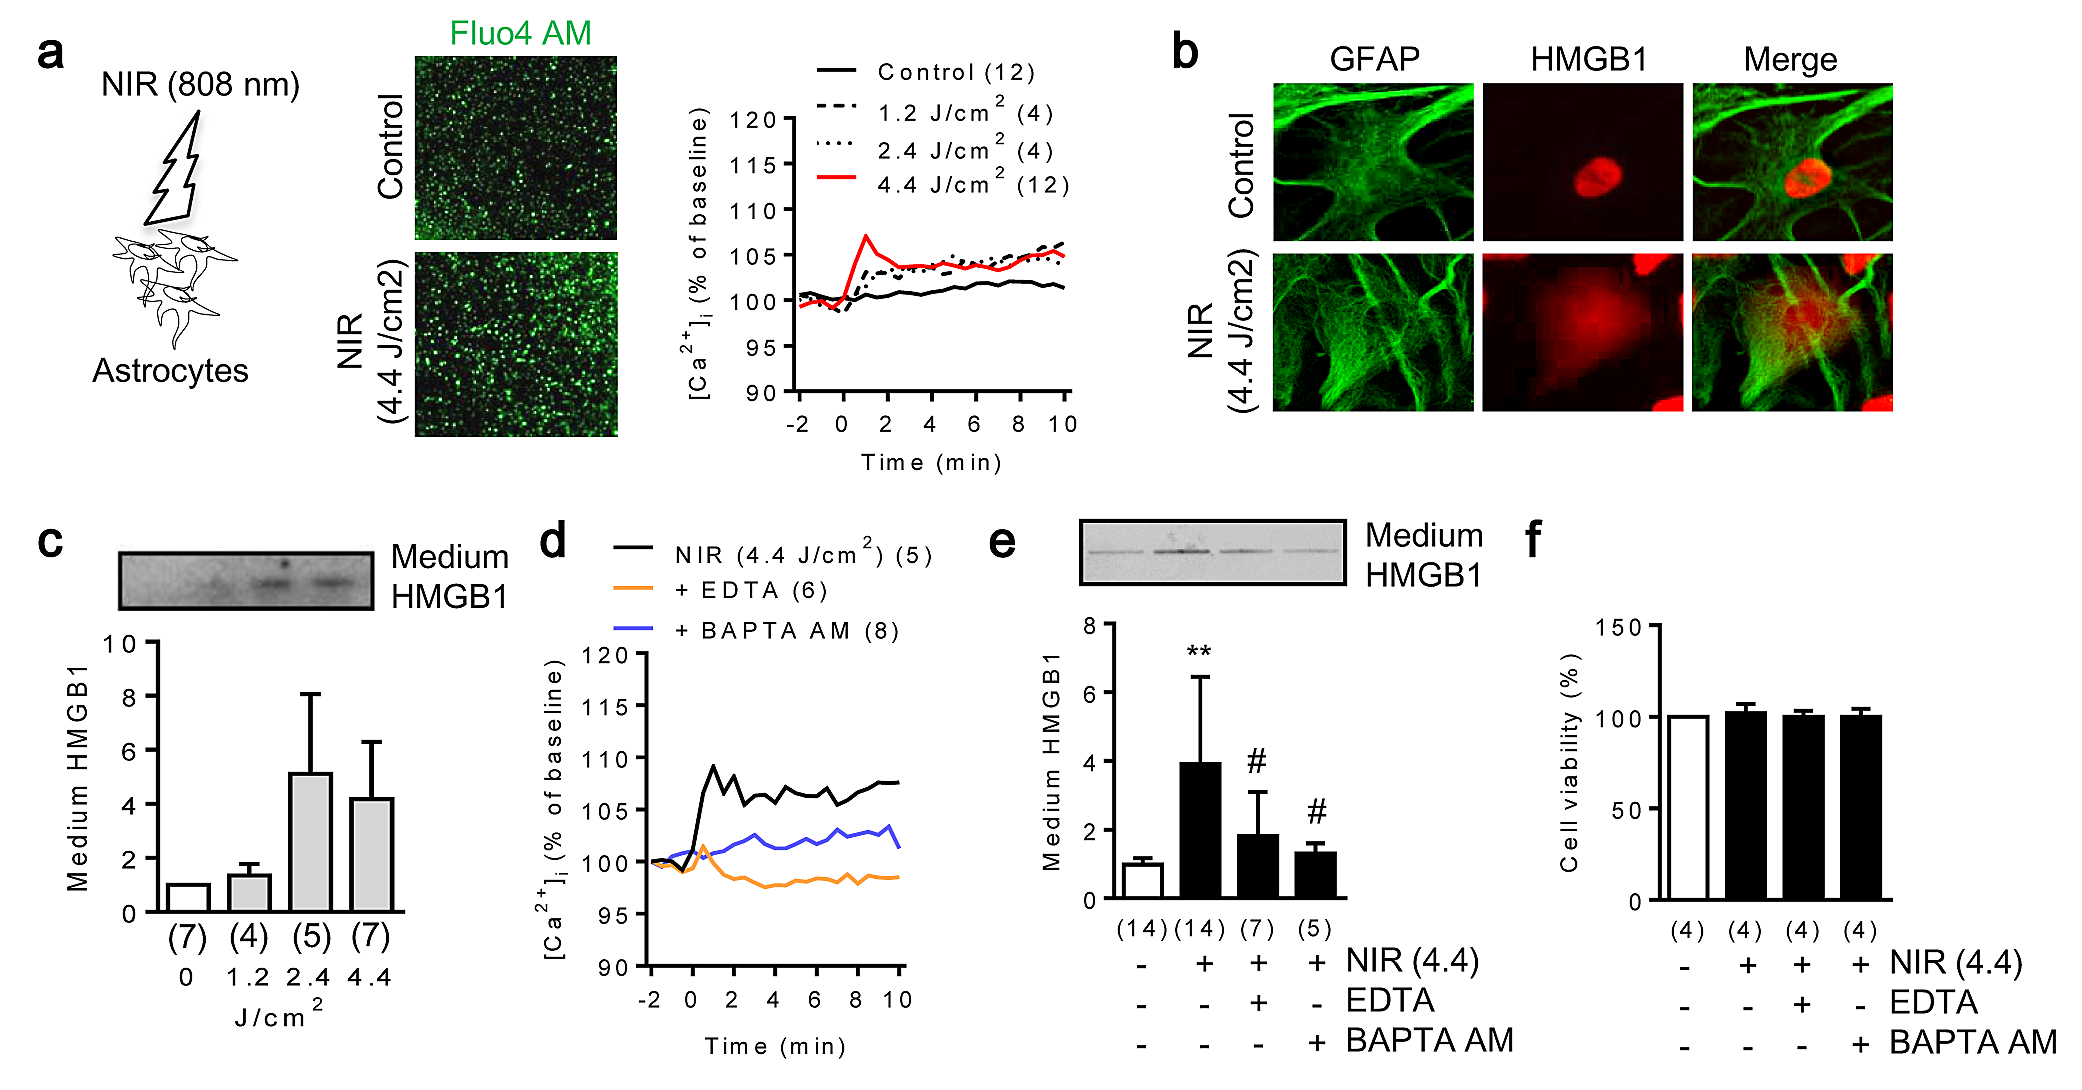 a
NIR (808 nm)
Astrocytes
Fluo4 AM
Control
NIR
(4.4 J/cm2)
Control (12)
1.2 J/cm² (4)
2.4 J/cm² (4)
4.4 J/cm² (12)
[Ca²⁺]ᵢ (% of baseline)
120
115
110
105
100
95
90
-2 0 2 4 6 8 10
Time (min)
b
GFAP HMGB1 Merge
Control
NIR
(4.4 J/cm2)
c
Medium
HMGB1
Medium HMGB1
10
8
6
4
2
0
(7) (4) (5) (7)
0 1.2 2.4 4.4
J/cm²
d
NIR (4.4 J/cm²) (5)
+ EDTA (6)
+ BAPTA AM (8)
[Ca²⁺]ᵢ (% of baseline)
120
115
110
105
100
95
90
-2 0 2 4 6 8 10
Time (min)
e
Medium
HMGB1
Medium HMGB1
8
6
4
2
0
**
#
#
(14) (14) (7) (5)
- + + + NIR (4.4)
- - + - EDTA
- - - + BAPTA AM
f
Cell viability (%)
150
100
50
0
(4) (4) (4) (4)
- + + + NIR (4.4)
- - + - EDTA
- - - + BAPTA AM